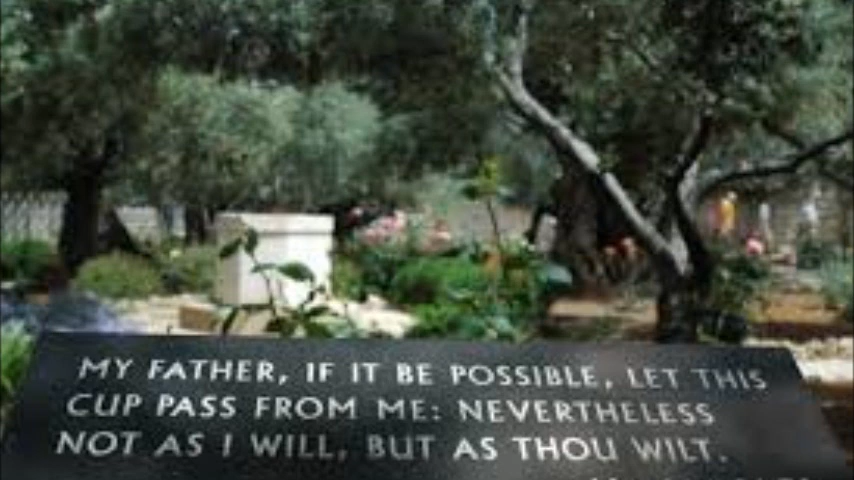 MY FATHER, IF IT BE POSSIBLE, LET THIS
CUP PASS FROM ME: NEVERTHELESS
NOT AS I WILL, BUT AS THOU WILT.